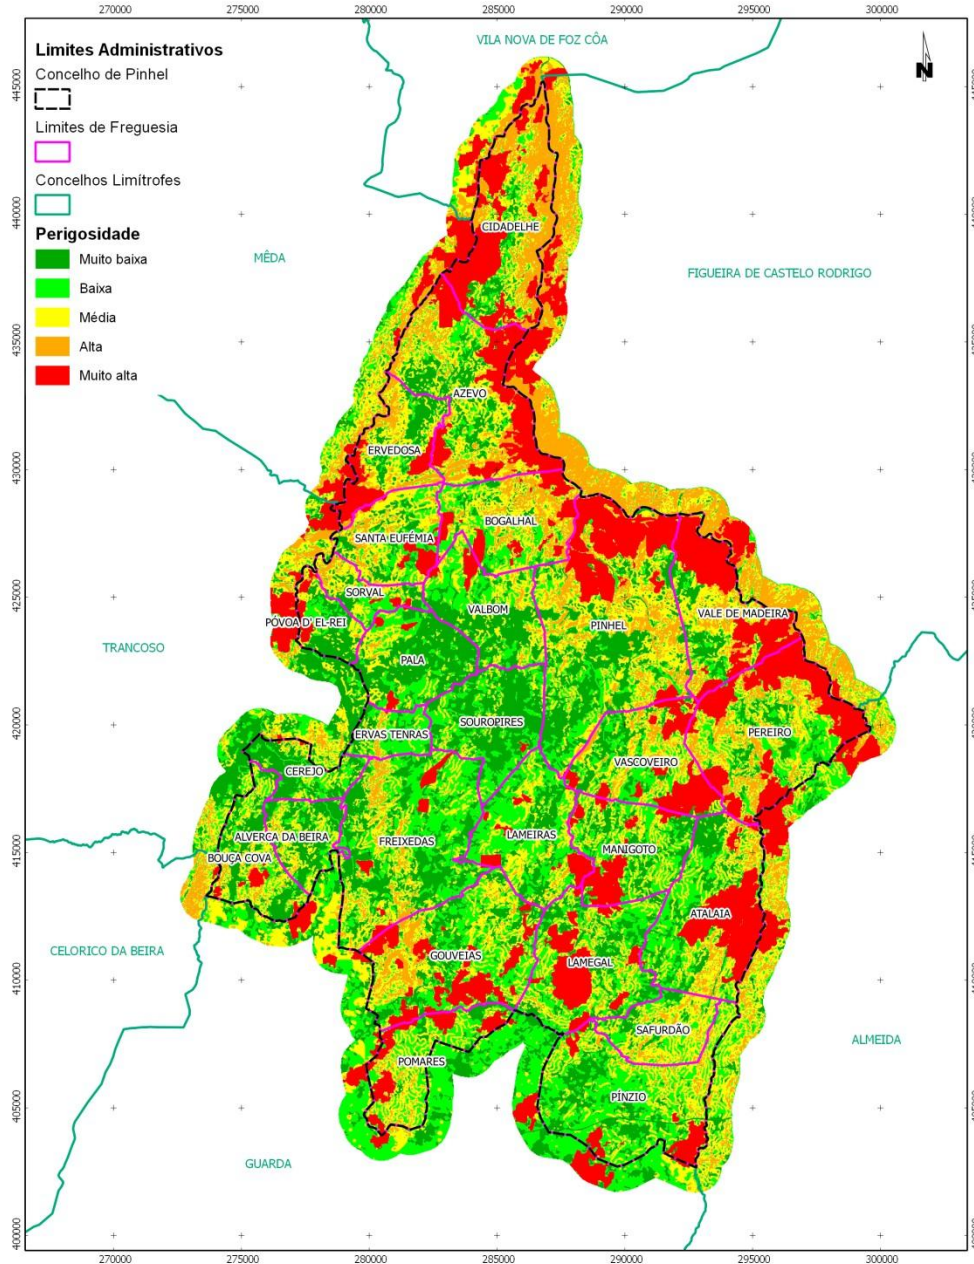 270000 275000 280000 285000 290000 295000 300000
VILA NOVA DE FOZ CÔA
Limites Administrativos
Concelho de Pinhel
Limites de Freguesia
Concelhos Limítrofes
Perigosidade
Muito baixa
Baixa
Média
Alta
Muito alta
N
445000
440000
435000
430000
425000
420000
415000
410000
405000
400000
CIDADELHE
MÊDA
FIGUEIRA DE CASTELO RODRIGO
AZEVO
ERVEDOSA
BOGALHAL
SANTA EUFÉMIA
SORVAL
VALBOM
VALE DE MADEIRA
PÓVOA D' EL-REI
PINHEL
TRANCOSO
PALA
SOUROPIRES
ERVAS TENRAS
PEREIRO
VASCOVEIRO
CEREJO
ALVERCA DA BEIRA
FREIXEDAS
LAMEIRAS
MANIGOTO
BOUÇA COVA
ATALAIA
CELORICO DA BEIRA
GOUVEIAS
LAMEGAL
SAFURDÃO
ALMEIDA
POMARES
PÍNZIO
GUARDA
270000 275000 280000 285000 290000 295000 300000